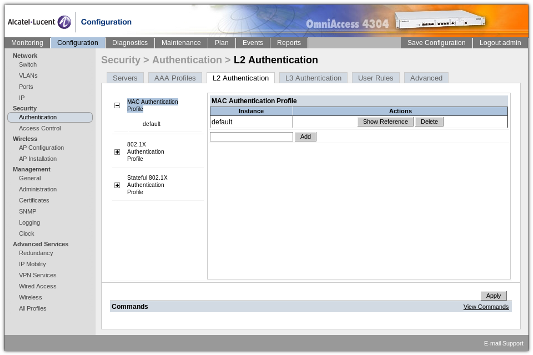 Alcatel-Lucent Configuration
OmniAccess 4304
Monitoring Configuration Diagnostics Maintenance Plan Events Reports Save Configuration Logout admin
Network
Switch
VLANs
Ports
IP
Security
Authentication
Access Control
Wireless
AP Configuration
AP Installation
Management
General
Administration
Certificates
SNMP
Logging
Clock
Advanced Services
Redundancy
IP Mobility
VPN Services
Wired Access
Wireless
All Profiles
Security > Authentication > L2 Authentication
Servers AAA Profiles L2 Authentication L3 Authentication User Rules Advanced
MAC Authentication
Profile
default
802.1X
Authentication
Profile
Stateful 802.1X
Authentication
Profile
MAC Authentication Profile
Instance Actions
default Show Reference Delete
Add
Apply
Commands View Commands
E-mail Support